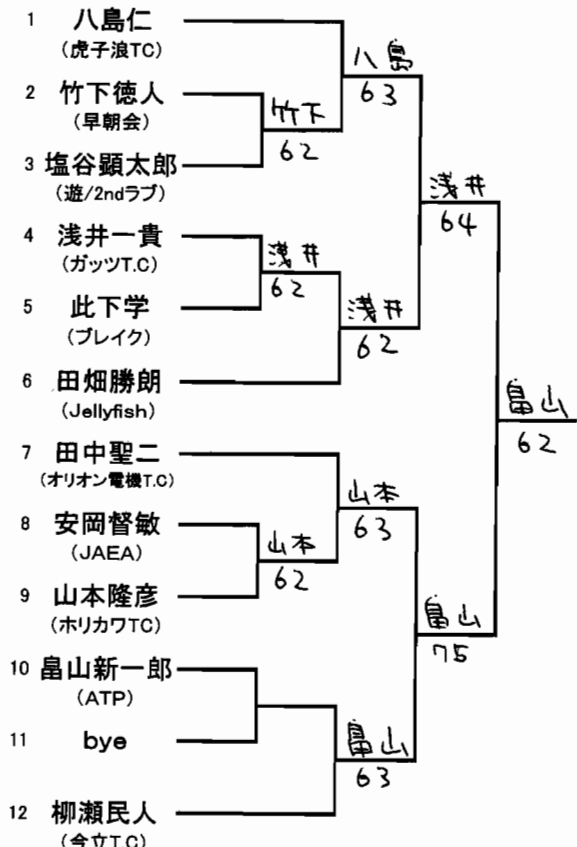 1 八島仁
(虎子浪TC)
八島
63
2 竹下徳人
(早朝会)
竹下
62
3 塩谷顕太郎
(遊/2ndラブ)
浅井
64
4 浅井一貴
(ガッツT.C)
浅井
62
5 此下学
(ブレイク)
浅井
62
6 田畑勝朗
(Jellyfish)
畠山
62
7 田中聖二
(オリオン電機T.C)
山本
63
8 安岡督敏
(JAEA)
山本
62
9 山本隆彦
(ホリカワTC)
畠山
75
10 畠山新一郎
(ATP)
11 bye
畠山
63
12 柳瀬民人
(今立T.C)